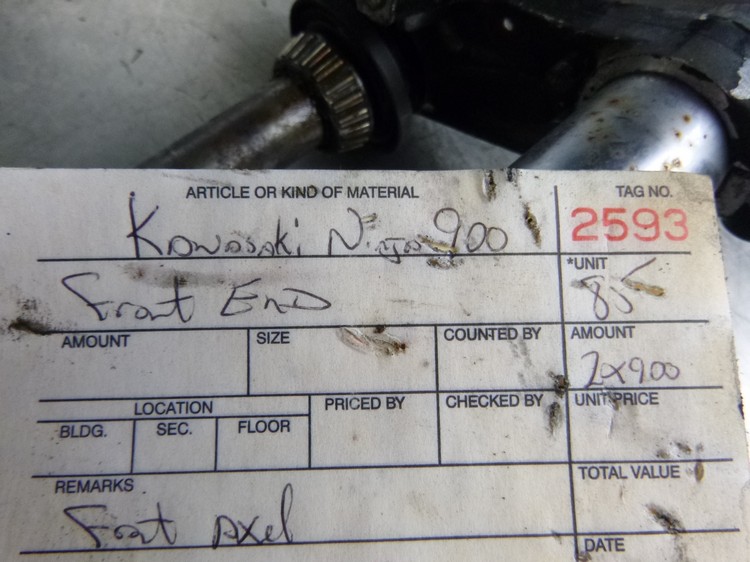 ARTICLE OR KIND OF MATERIAL TAG NO.
Kawasaki Ninja 900 2593
*UNIT
Front End 85
AMOUNT SIZE COUNTED BY AMOUNT
2x900
LOCATION PRICED BY CHECKED BY UNIT PRICE
BLDG. SEC. FLOOR
REMARKS TOTAL VALUE
Front axel
DATE